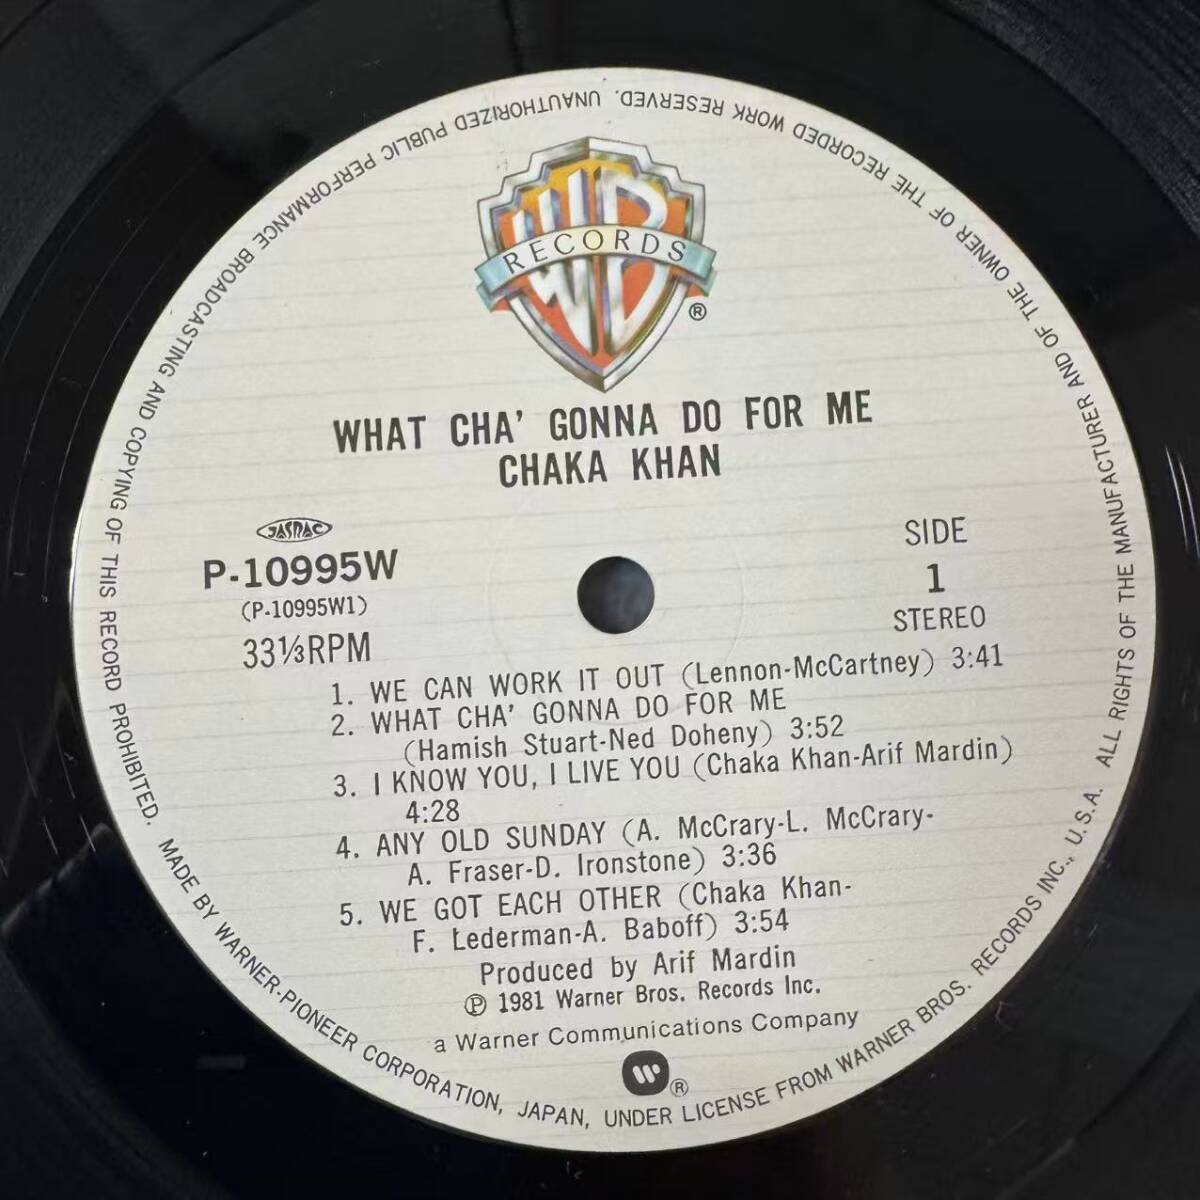 WB
RECORDS
®
WHAT CHA' GONNA DO FOR ME
CHAKA KHAN
JASRAC
P-10995W
(P-10995W1)
33⅓RPM
SIDE
1
STEREO
1. WE CAN WORK IT OUT (Lennon-McCartney) 3:41
2. WHAT CHA' GONNA DO FOR ME
(Hamish Stuart-Ned Doheny) 3:52
3. I KNOW YOU, I LIVE YOU (Chaka Khan-Arif Mardin)
4:28
4. ANY OLD SUNDAY (A. McCrary-L. McCrary-
A. Fraser-D. Ironstone) 3:36
5. WE GOT EACH OTHER (Chaka Khan-
F. Lederman-A. Baboff) 3:54
Produced by Arif Mardin
℗ 1981 Warner Bros. Records Inc.
a Warner Communications Company
W ®
MADE BY WARNER-PIONEER CORPORATION, JAPAN, UNDER LICENSE FROM WARNER BROS. RECORDS INC., U.S.A. ALL RIGHTS OF THE MANUFACTURER AND OF THE OWNER OF THE RECORDED WORK RESERVED. UNAUTHORIZED PUBLIC PERFORMANCE BROADCASTING AND COPYING OF THIS RECORD PROHIBITED.